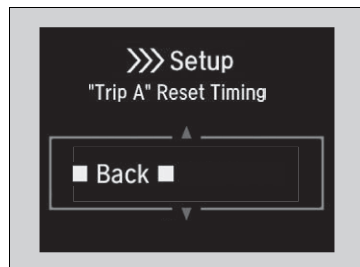 >>> Setup
"Trip A" Reset Timing
■ Back ■